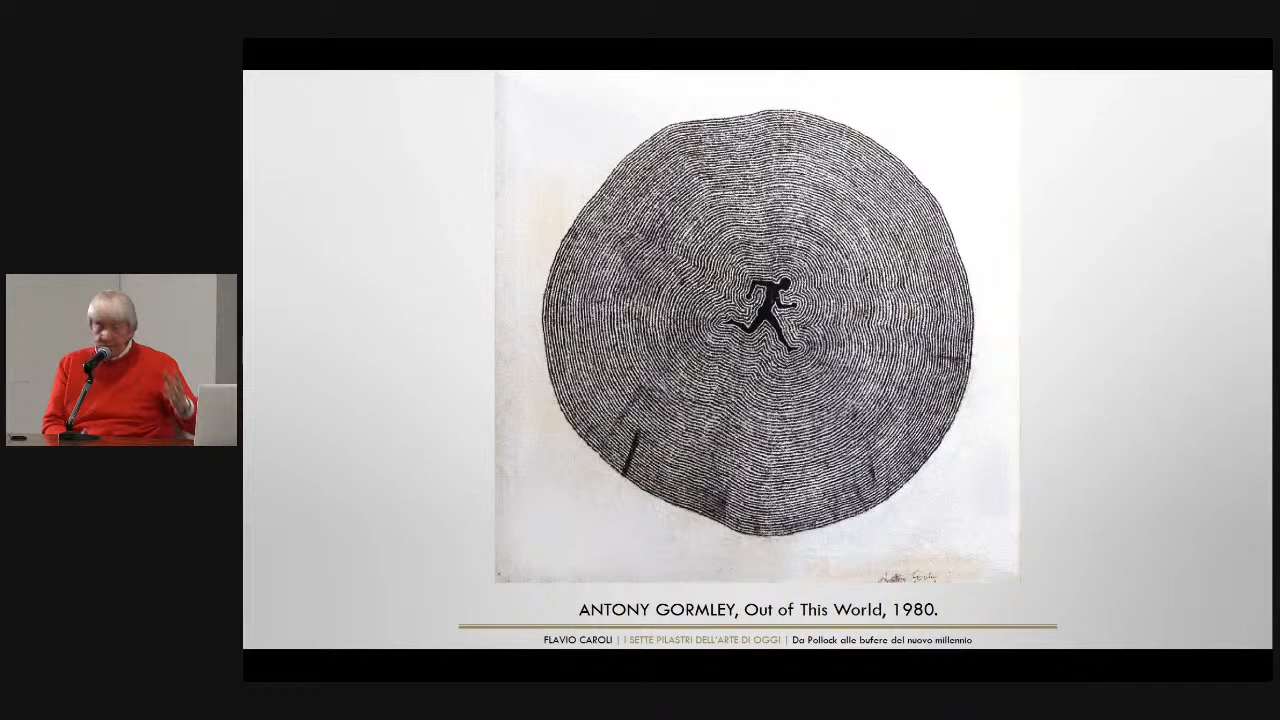 ANTONY GORMLEY, Out of This World, 1980.
FLAVIO CAROLI | I SETTE PILASTRI DELL'ARTE DI OGGI | Da Pollock alle bufere del nuovo millennio